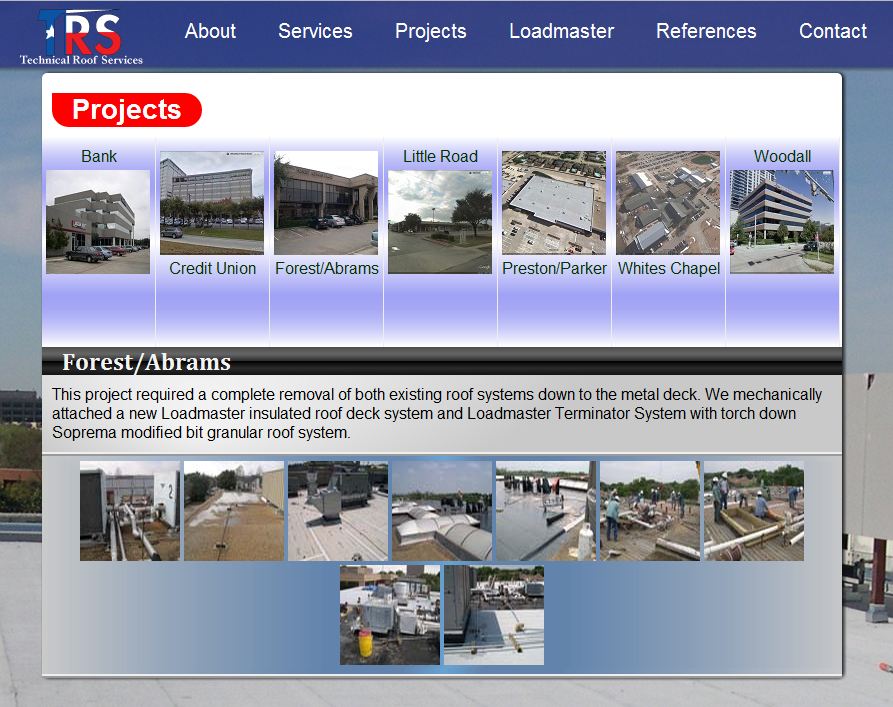 TRS
Technical Roof Services
About Services Projects Loadmaster References Contact
Projects
Bank
Credit Union
Forest/Abrams
Little Road
Preston/Parker
Whites Chapel
Woodall
Forest/Abrams
This project required a complete removal of both existing roof systems down to the metal deck. We mechanically
attached a new Loadmaster insulated roof deck system and Loadmaster Terminator System with torch down
Soprema modified bit granular roof system.
2